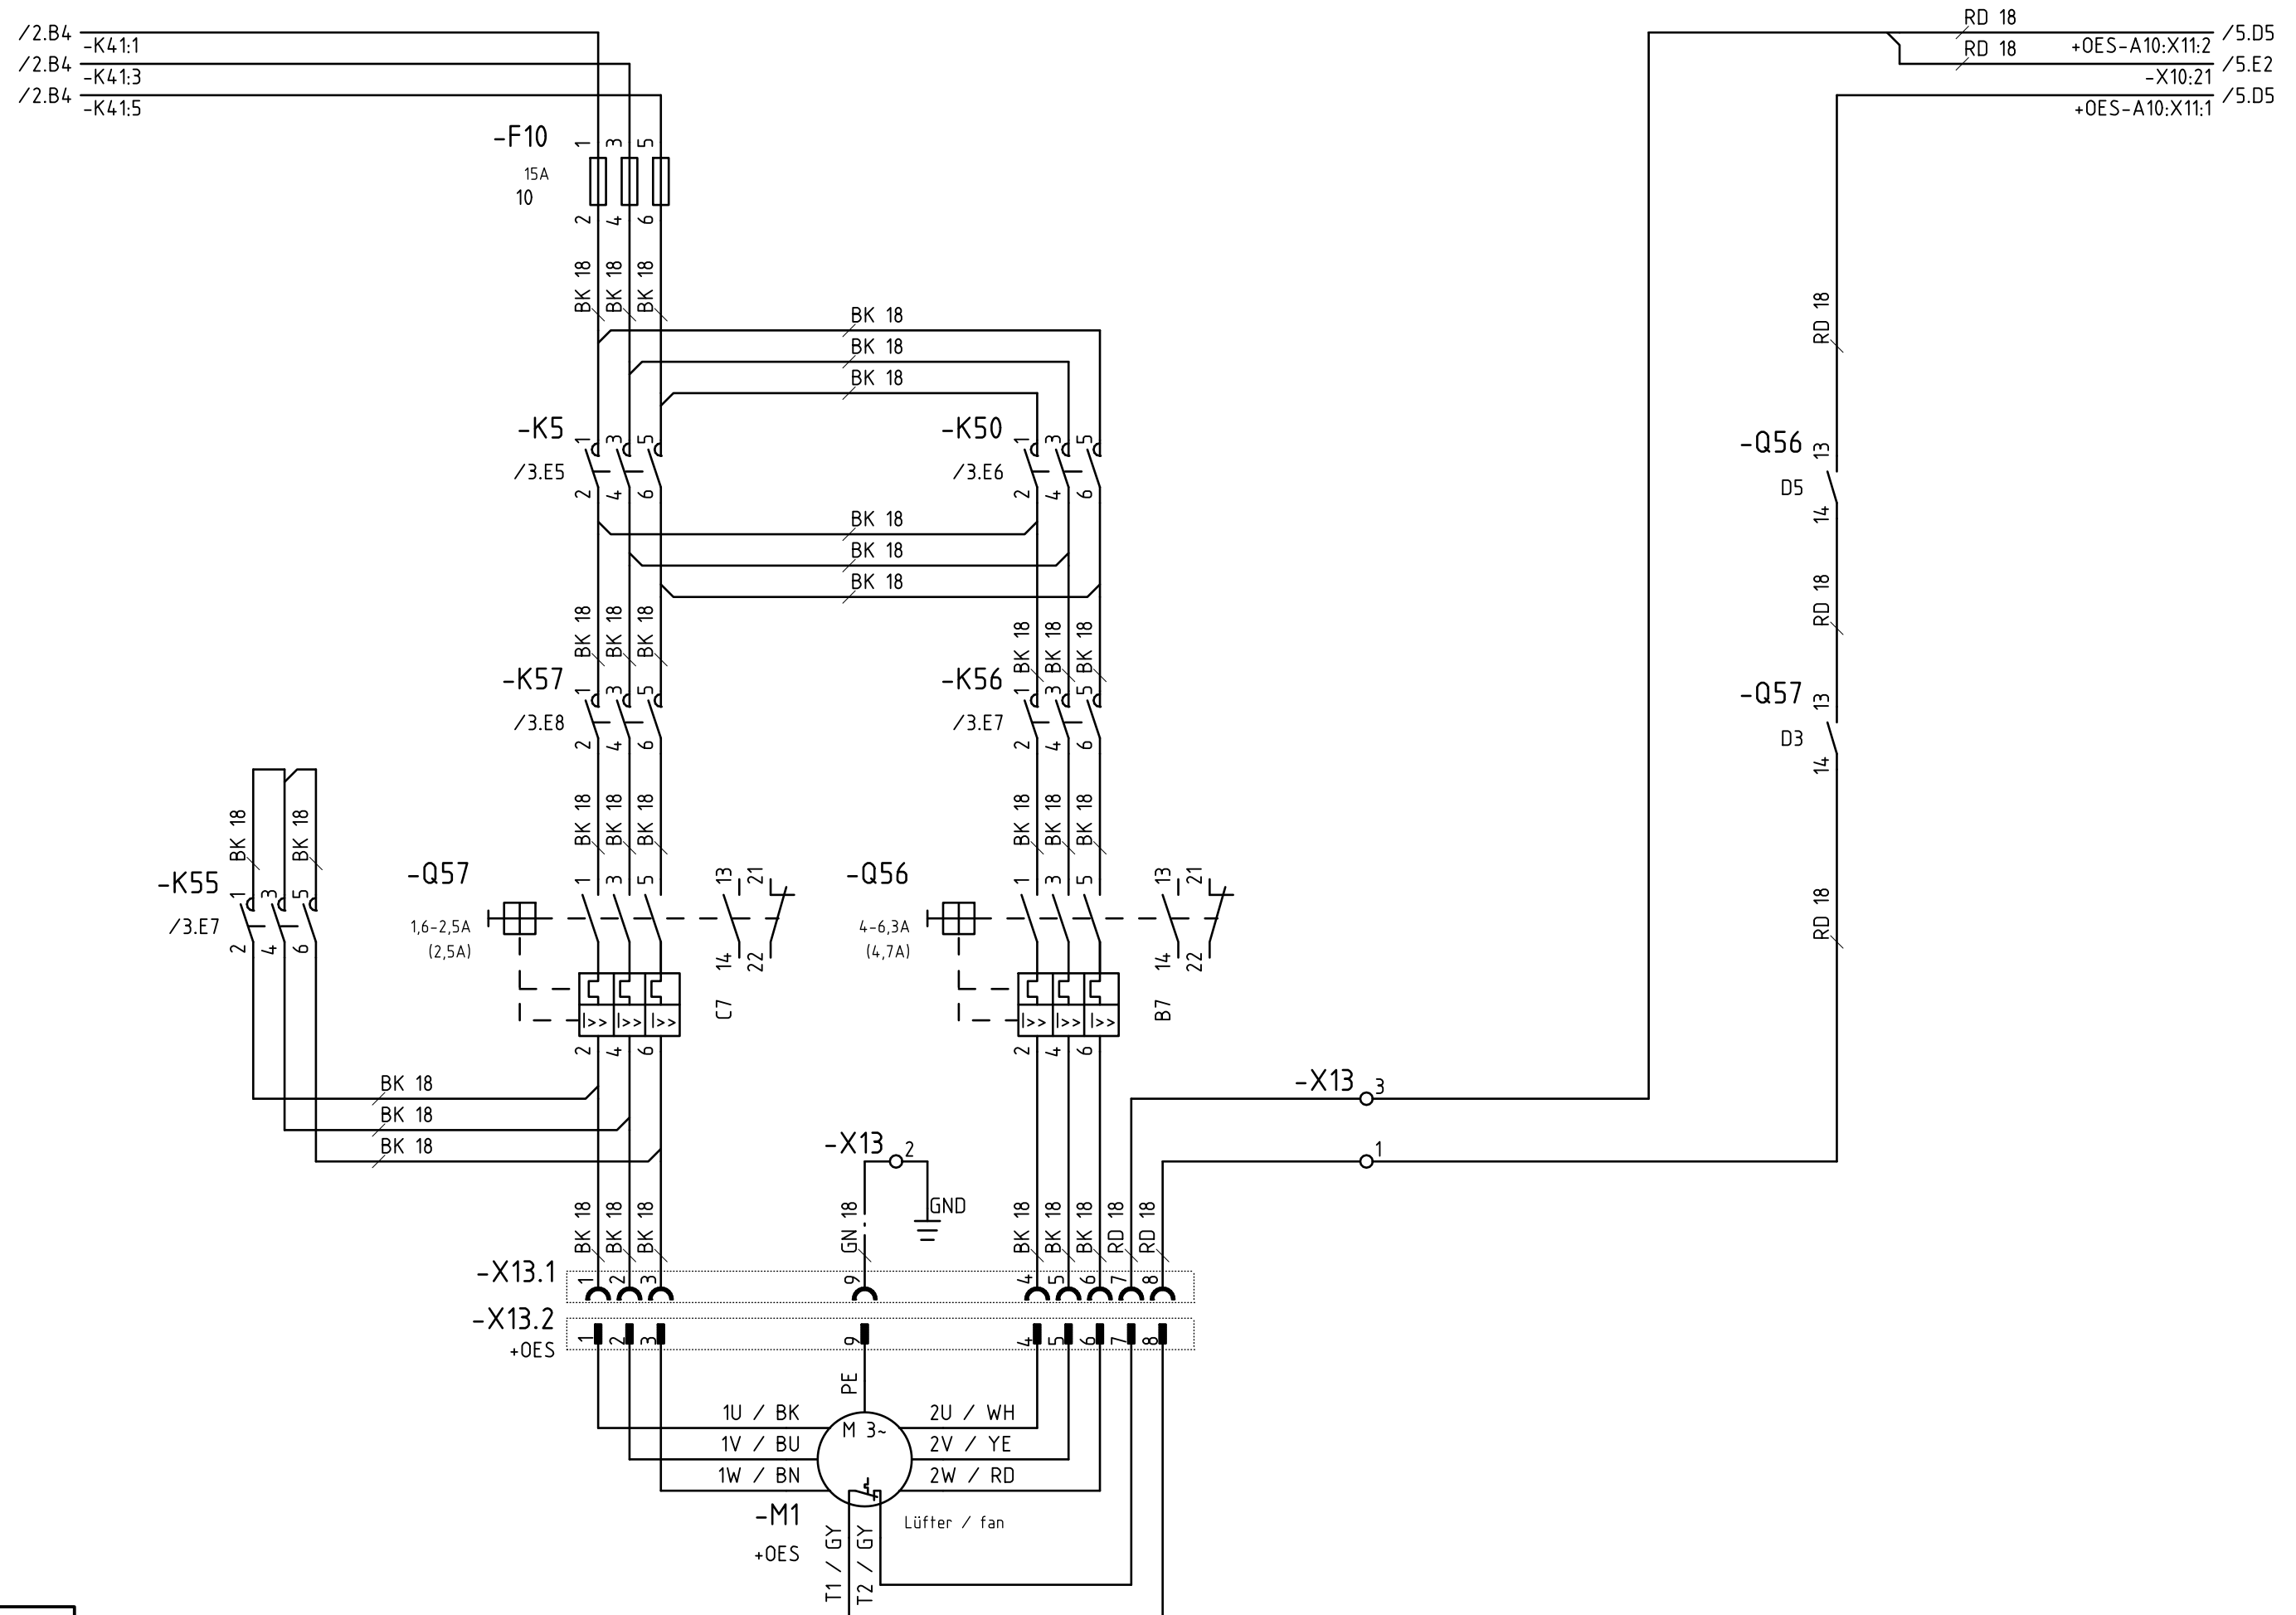 /2.B4 -K41:1
/2.B4 -K41:3
/2.B4 -K41:5
RD 18
+OES-A10:X11:2 /5.D5
RD 18
-X10:21 /5.E2
+OES-A10:X11:1 /5.D5
-F10
15A
10
1 3 5
2 4 6
BK 18 BK 18 BK 18
BK 18
BK 18
BK 18
RD 18
-K5
/3.E5
1 3 5
2 4 6
-K50
/3.E6
1 3 5
2 4 6
-Q56
D5
13
14
BK 18
BK 18
BK 18
RD 18
BK 18 BK 18 BK 18
BK 18 BK 18 BK 18
-K57
/3.E8
1 3 5
2 4 6
-K56
/3.E7
1 3 5
2 4 6
-Q57
D3
13
14
BK 18 BK 18
BK 18 BK 18 BK 18
BK 18 BK 18 BK 18
-K55
/3.E7
1 3 5
2 4 6
-Q57
1,6-2,5A
(2,5A)
1 3 5 13 21
14 22
I>> I>> I>>
C7
2 4 6
-Q56
4-6,3A
(4,7A)
1 3 5 13 21
14 22
I>> I>> I>>
B7
2 4 6
RD 18
BK 18
BK 18
BK 18
-X13 3
1
-X13 2
GND
BK 18 BK 18 BK 18 GN 18 BK 18 BK 18 BK 18 RD 18 RD 18
-X13.1
1 2 3 9 4 5 6 7 8
-X13.2
+OES
1 2 3 9 4 5 6 7 8
PE
1U / BK
2U / WH
M 3~
1V / BU
2V / YE
1W / BN
2W / RD
-M1
+OES
Lüfter / fan
T1 / GY
T2 / GY